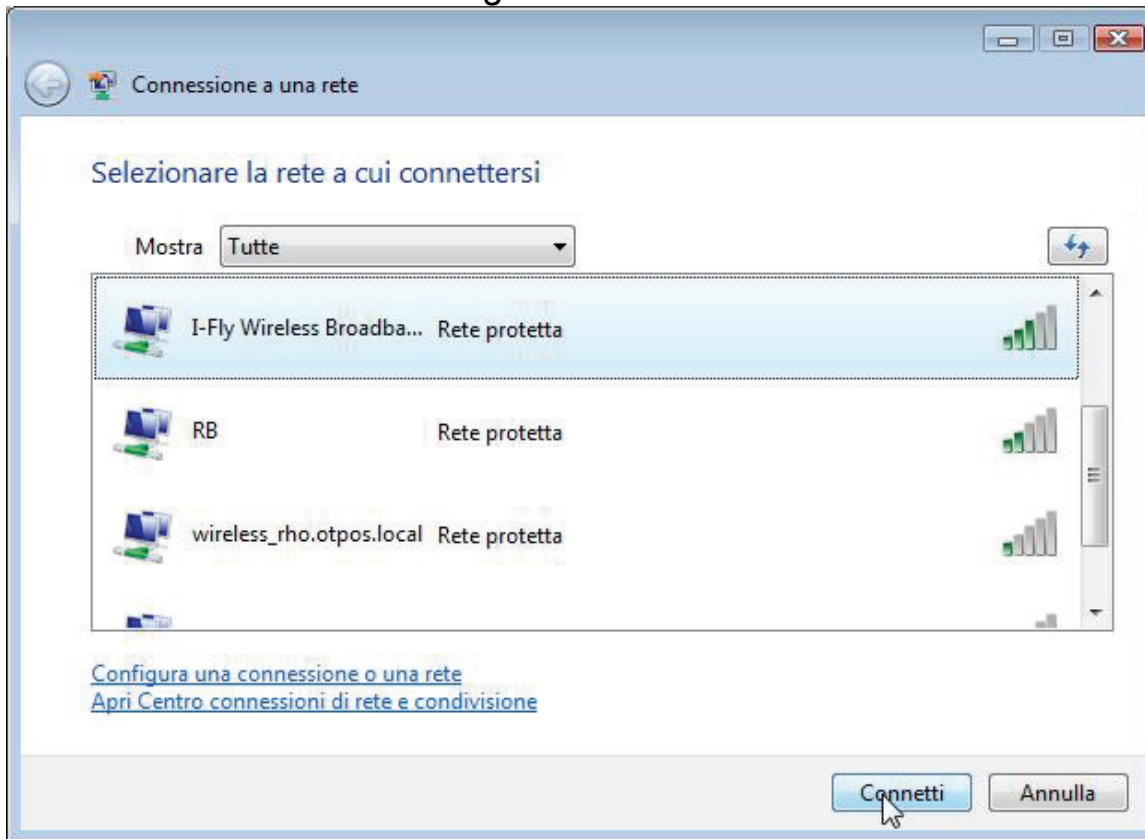 Connessione a una rete
Selezionare la rete a cui connettersi
Mostra Tutte
I-Fly Wireless Broadba... Rete protetta
RB Rete protetta
wireless_rho.otpos.local Rete protetta
Configura una connessione o una rete
Apri Centro connessioni di rete e condivisione
Connetti Annulla